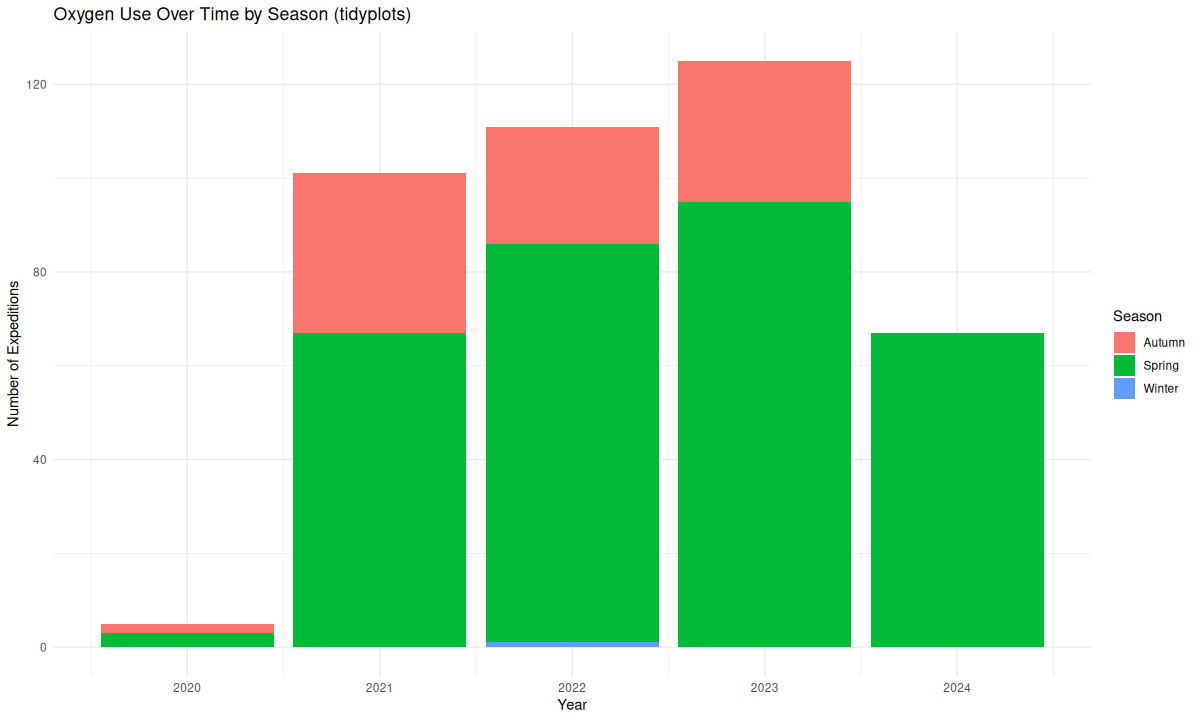 Oxygen Use Over Time by Season (tidyplots)
120
80
40
0
Number of Expeditions
2020
2021
2022
2023
2024
Year
Season
Autumn
Spring
Winter